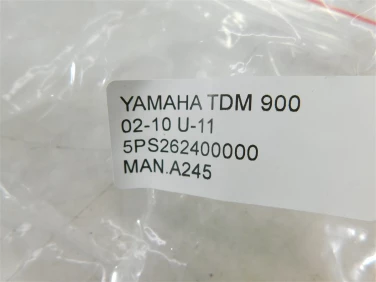 YAMAHA TDM 900
02-10 U-11
5PS262400000
MAN.A245